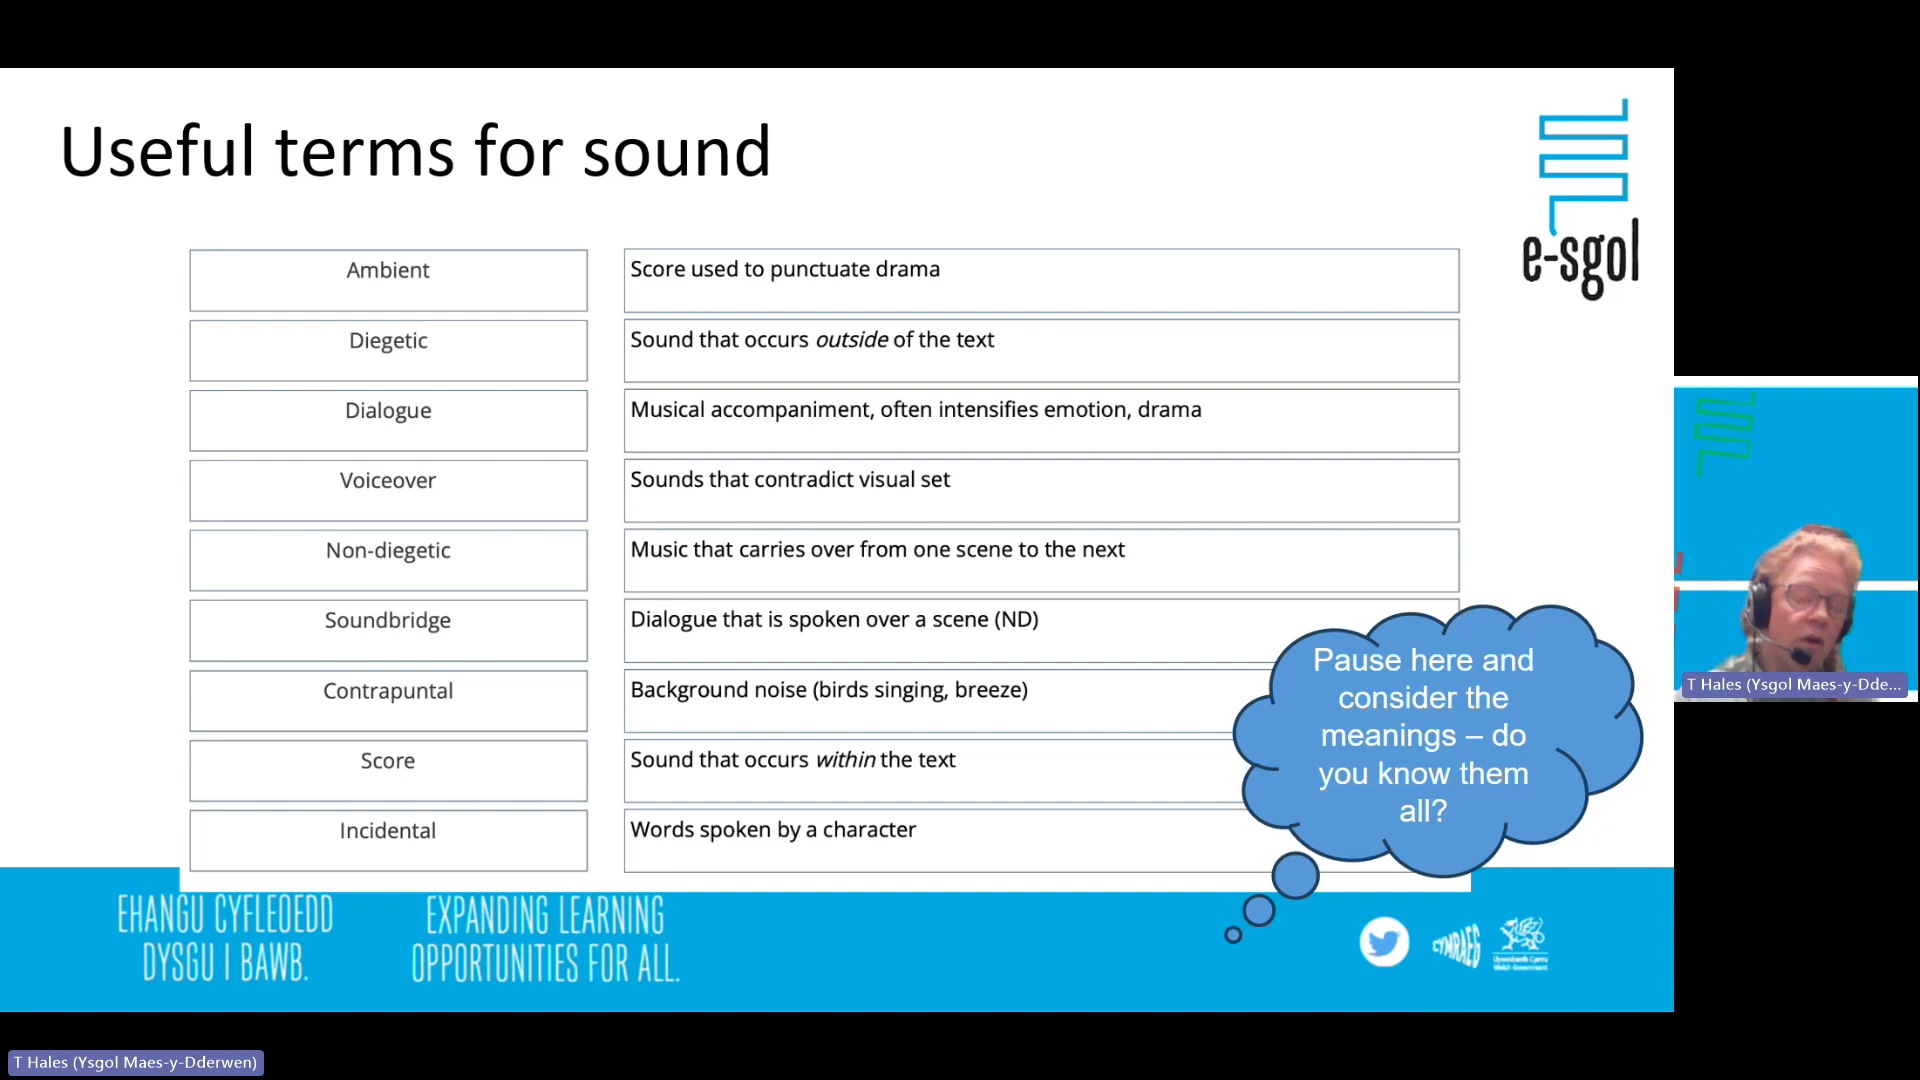 Useful terms for sound
e-sgol
Ambient
Score used to punctuate drama
Diegetic
Sound that occurs outside of the text
Dialogue
Musical accompaniment, often intensifies emotion, drama
Voiceover
Sounds that contradict visual set
Non-diegetic
Music that carries over from one scene to the next
Soundbridge
Dialogue that is spoken over a scene (ND)
Contrapuntal
Background noise (birds singing, breeze)
Score
Sound that occurs within the text
Incidental
Words spoken by a character
Pause here and
consider the
meanings – do
you know them
all?
EHANGU CYFLEOEDD
DYSGU I BAWB.
EXPANDING LEARNING
OPPORTUNITIES FOR ALL.
CYMRAEG
Llywodraeth Cymru
Welsh Government
T Hales (Ysgol Maes-y-Dde...
T Hales (Ysgol Maes-y-Dderwen)